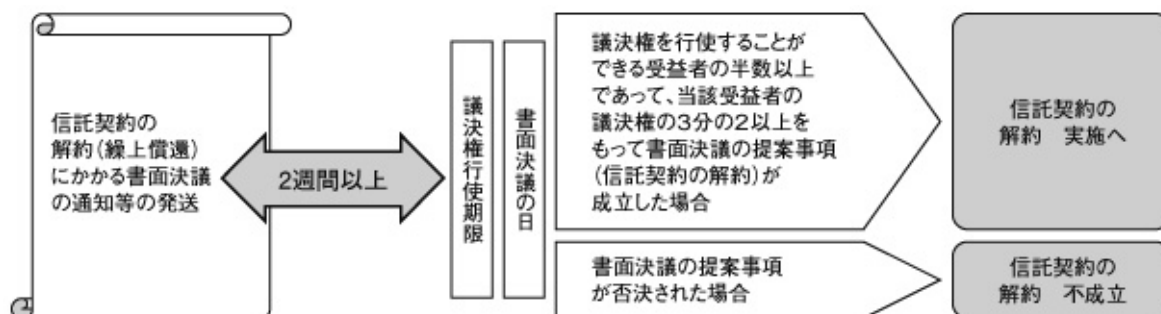 信託契約の
解約(繰上償還)
にかかる書面決議
の通知等の発送
2週間以上
議決権行使期限
書面決議の日
議決権を行使することが
できる受益者の半数以上
であって、当該受益者の
議決権の3分の2以上を
もって書面決議の提案事項
(信託契約の解約)が
成立した場合
信託契約の
解約　実施へ
書面決議の提案事項
が否決された場合
信託契約の
解約　不成立